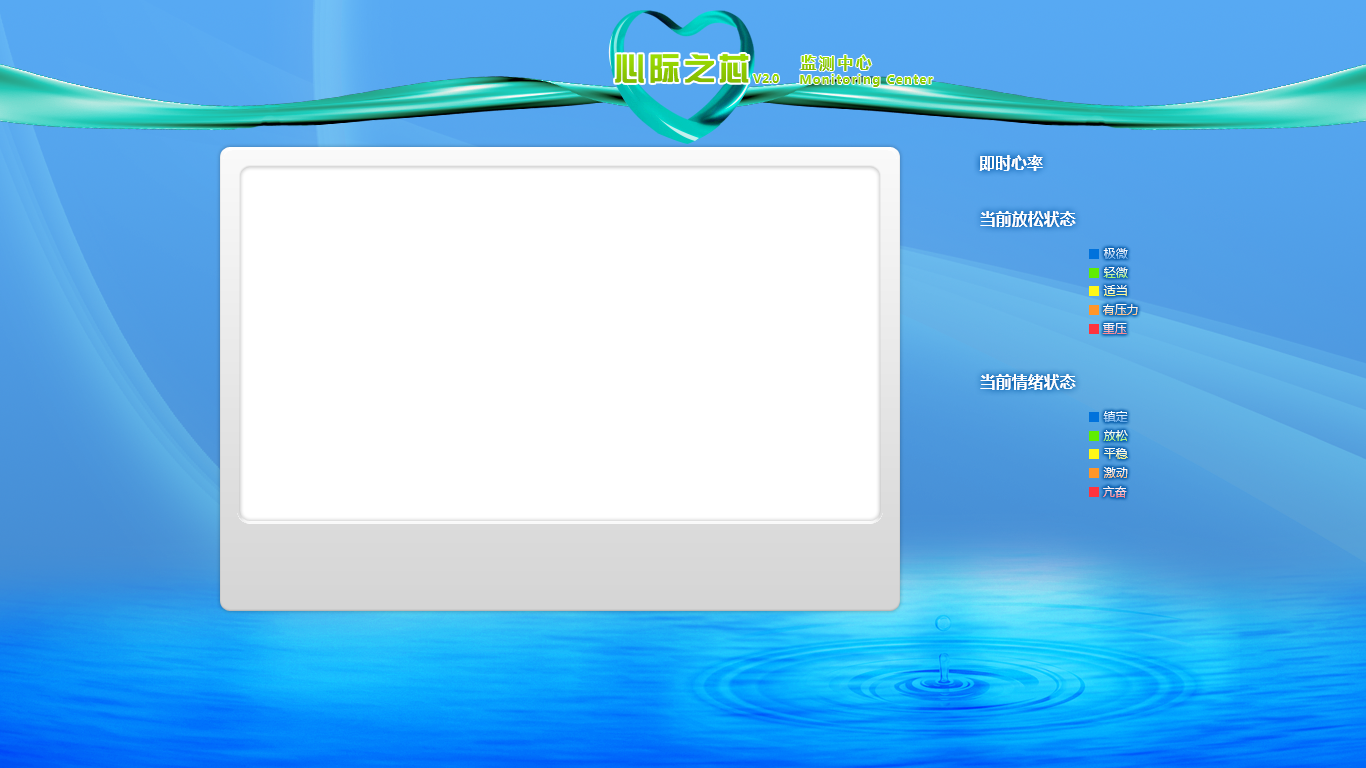 心际之芯 V2.0
监测中心
Monitoring Center
即时心率
当前放松状态
极微
轻微
适当
有压力
重压
当前情绪状态
镇定
放松
平稳
激动
亢奋